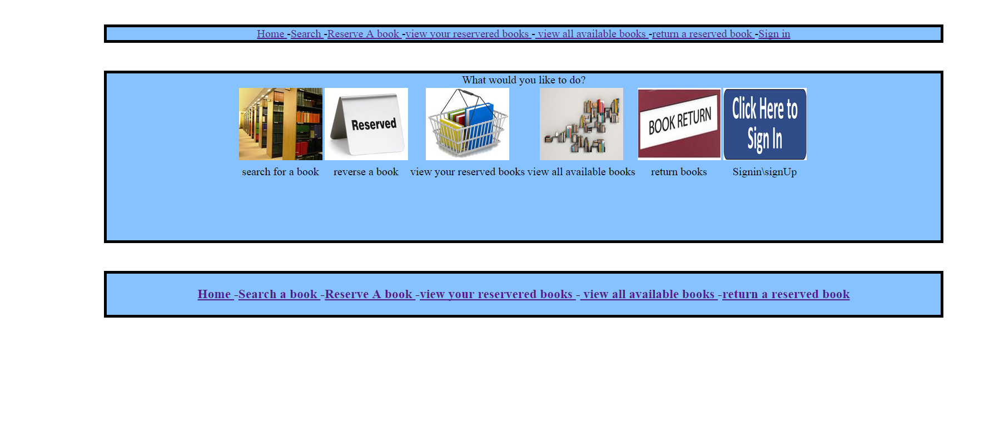 Home -Search -Reserve A book -view your reservered books - view all available books -return a reserved book -Sign in
What would you like to do?
Reserved
BOOK RETURN
Click Here to
Sign In
search for a book reverse a book view your reserved books view all available books return books Signin\signUp
Home -Search a book -Reserve A book -view your reservered books - view all available books -return a reserved book